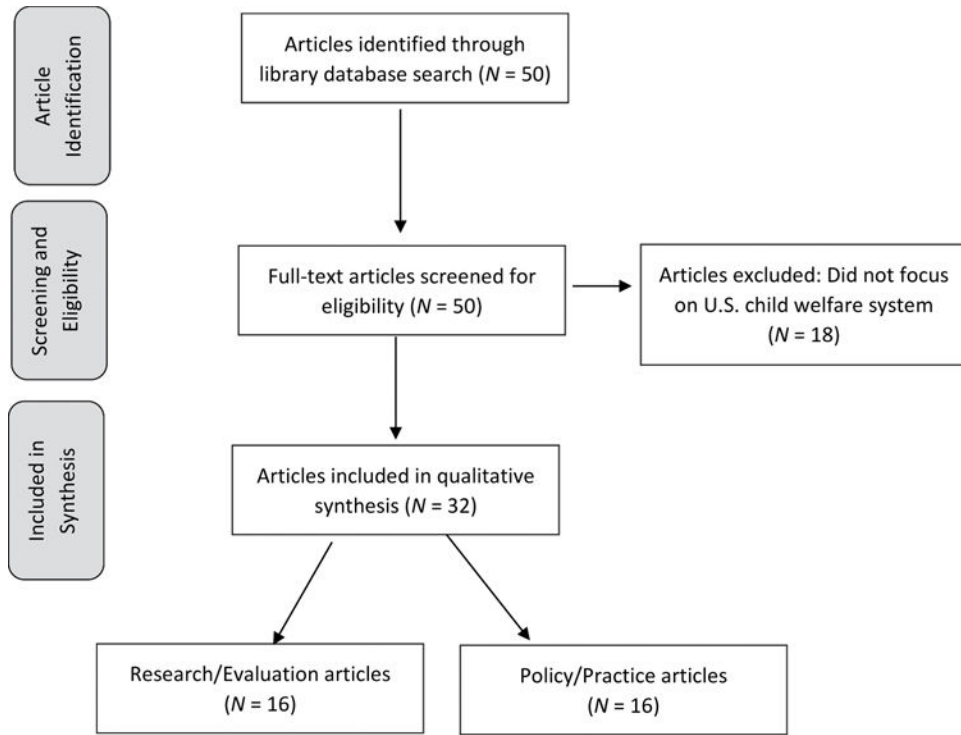 Article
Identification
Articles identified through
library database search (N = 50)
Screening and
Eligibility
Full-text articles screened for
eligibility (N = 50)
Articles excluded: Did not focus
on U.S. child welfare system
(N = 18)
Included in
Synthesis
Articles included in qualitative
synthesis (N = 32)
Research/Evaluation articles
(N = 16)
Policy/Practice articles
(N = 16)